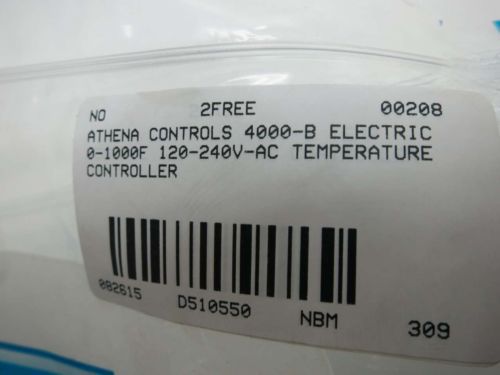 NO 2FREE 00208
ATHENA CONTROLS 4000-B ELECTRIC
0-1000F 120-240V-AC TEMPERATURE
CONTROLLER
082615 D510550 NBM 309